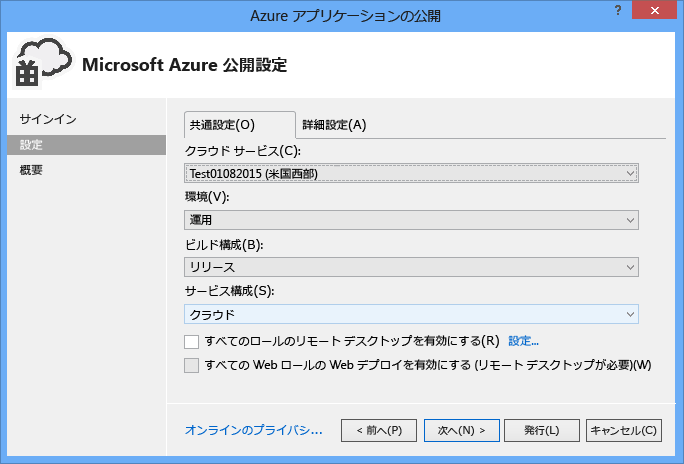 Azure アプリケーションの公開
?
Microsoft Azure 公開設定
サインイン
設定
概要
共通設定(O)
詳細設定(A)
クラウド サービス(C):
Test01082015 (米国西部)
環境(V):
運用
ビルド構成(B):
リリース
サービス構成(S):
クラウド
すべてのロールのリモート デスクトップを有効にする(R) 設定...
すべての Web ロールの Web デプロイを有効にする (リモート デスクトップが必要)(W)
オンラインのプライバシ...
< 前へ(P)
次へ(N) >
発行(L)
キャンセル(C)